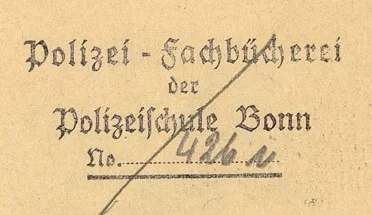 Polizei - Fachbücherei
der
Polizeischule Bonn
No. 426 n